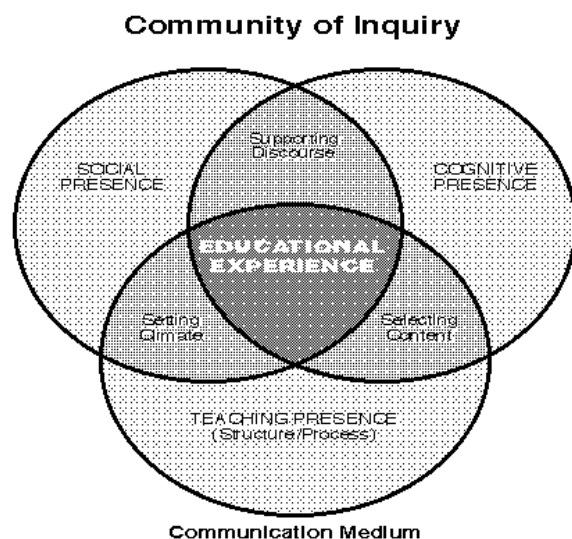 Community of Inquiry
Supporting
Discourse
SOCIAL
PRESENCE
COGNITIVE
PRESENCE
EDUCATIONAL
EXPERIENCE
Setting
Climate
Selecting
Content
TEACHING PRESENCE
(Structure/Process)
Communication Medium